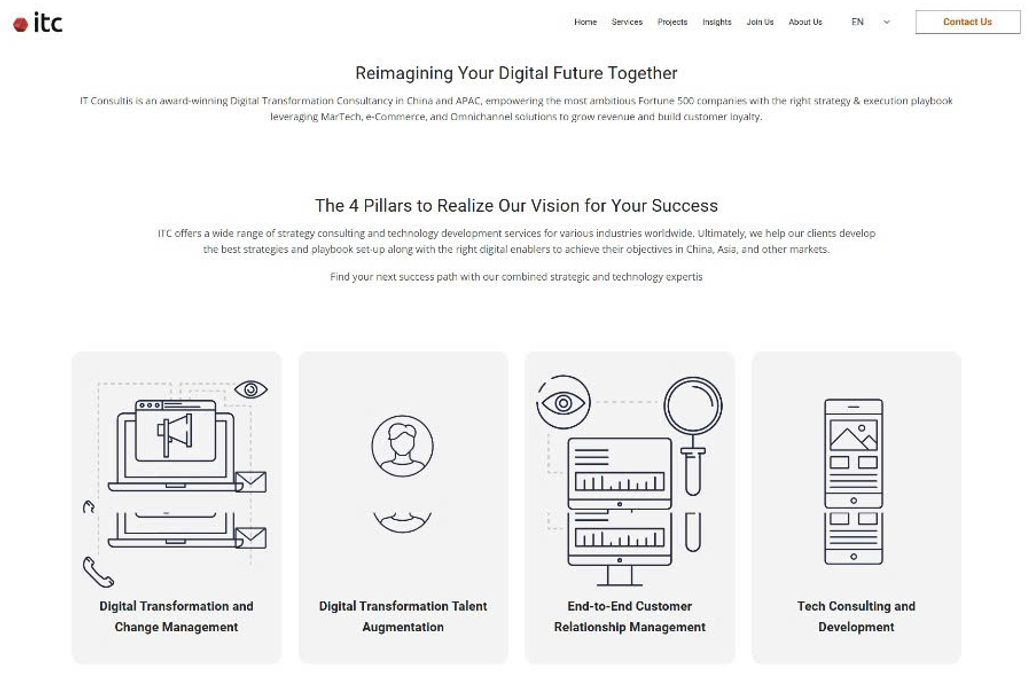 itc
Home Services Projects Insights Join Us About Us EN Contact Us
Reimagining Your Digital Future Together
IT Consultis is an award-winning Digital Transformation Consultancy in China and APAC, empowering the most ambitious Fortune 500 companies with the right strategy & execution playbook
leveraging MarTech, e-Commerce, and Omnichannel solutions to grow revenue and build customer loyalty.
The 4 Pillars to Realize Our Vision for Your Success
ITC offers a wide range of strategy consulting and technology development services for various industries worldwide. Ultimately, we help our clients develop
the best strategies and playbook set-up along with the right digital enablers to achieve their objectives in China, Asia, and other markets.
Find your next success path with our combined strategic and technology expertis
Digital Transformation and
Change Management
Digital Transformation Talent
Augmentation
End-to-End Customer
Relationship Management
Tech Consulting and
Development